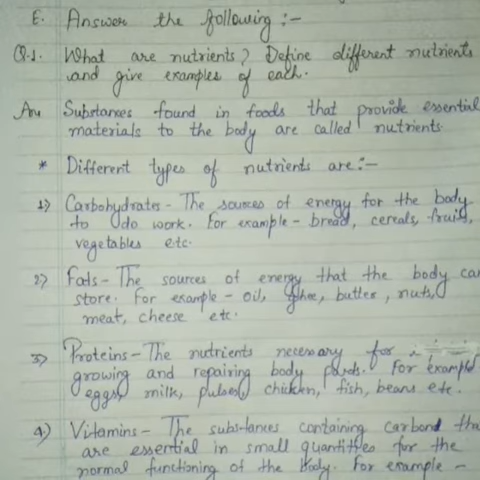 E. Answer the following :-
Q.1. What are nutrients? Define different nutrients
and give examples of each.
Ans Substances found in foods that provide essential
materials to the body are called nutrients.
* Different types of nutrients are:-
1) Carbohydrates - The sources of energy for the body
to do work. For example - bread, cereals, fruits,
vegetables etc.
2) Fats - The sources of energy that the body can
store. For example - oil, ghee, butter, nuts,
meat, cheese etc.
3) Proteins - The nutrients necessary for
growing and repairing body parts. For example
eggs, milk, pulses, chicken, fish, beans etc.
4) Vitamins - The substances containing carbond tha
are essential in small quantities for the
normal functioning of the body. For example -